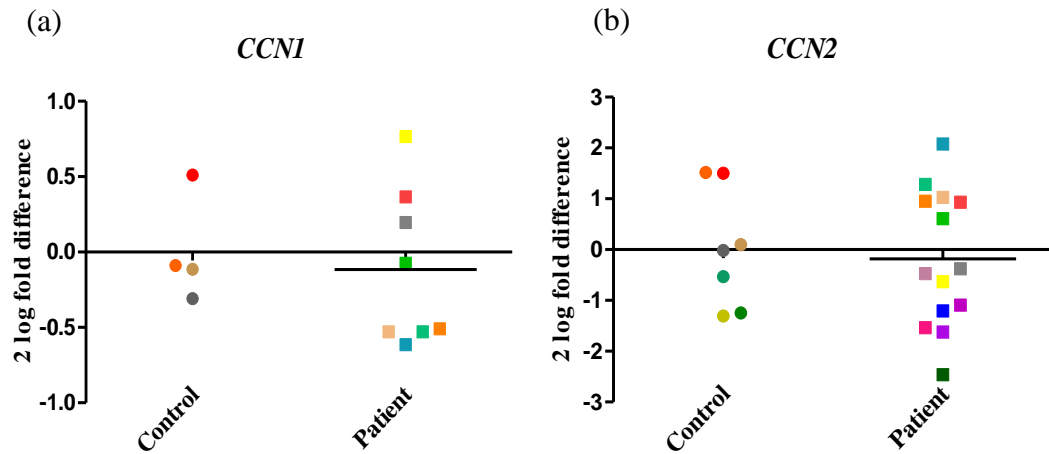 (a)
CCN1
2 log fold difference
1.0
0.5
0.0
-0.5
-1.0
Control
Patient
(b)
CCN2
2 log fold difference
3
2
1
0
-1
-2
-3
Control
Patient